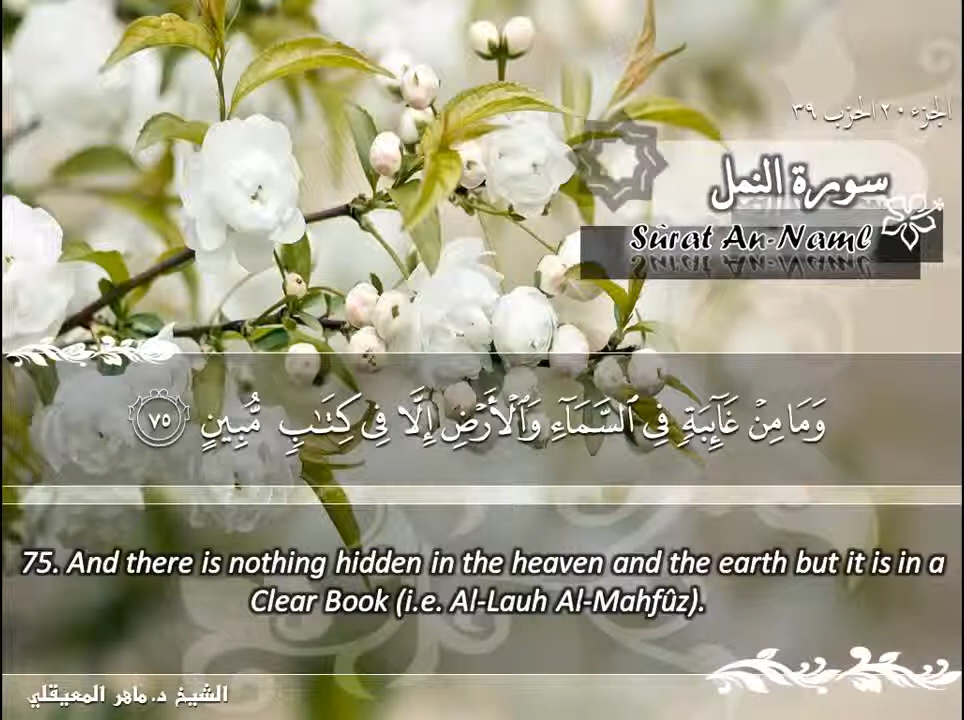 الجزء ٢٠ الحزب ٣٩
سورة النمل
Sûrat An-Naml
وَمَا مِنْ غَآئِبَةٍ فِى ٱلسَّمَآءِ وَٱلْأَرْضِ إِلَّا فِى كِتَٰبٍ مُّبِينٍ ٧٥
75. And there is nothing hidden in the heaven and the earth but it is in a
Clear Book (i.e. Al-Lauh Al-Mahfûz).
الشيخ د. ماهر المعيقلي